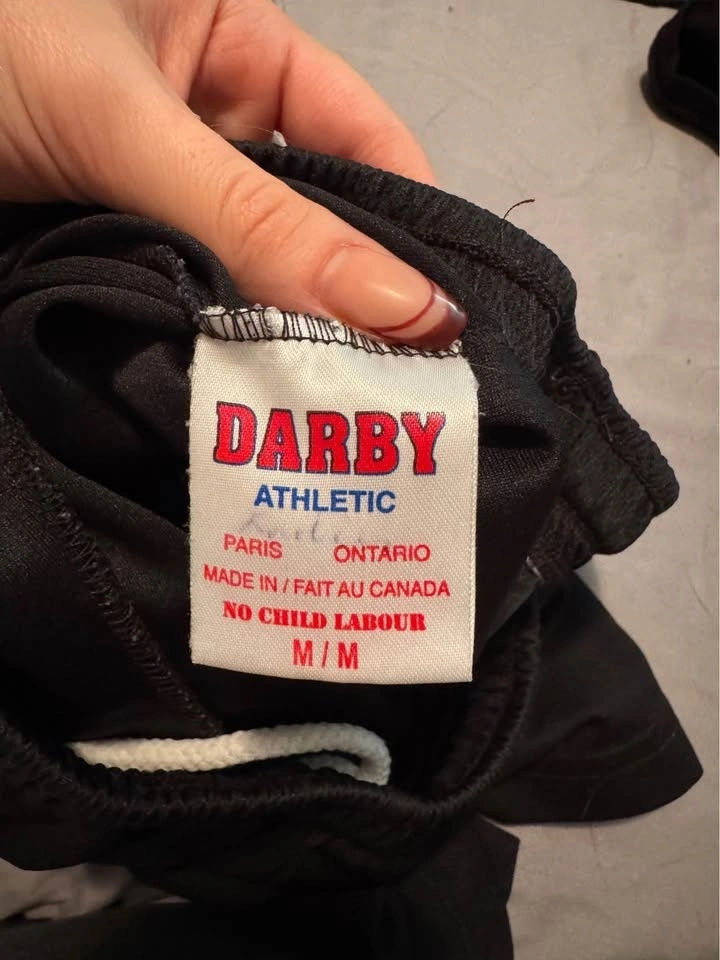 DARBY
ATHLETIC
PARIS ONTARIO
MADE IN / FAIT AU CANADA
NO CHILD LABOUR
M / M